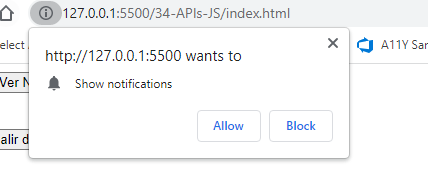 127.0.0.1:5500/34-APIs-JS/index.html
elect
A11Y Sar
http://127.0.0.1:5500 wants to
Ver N
Show notifications
alir d
Allow
Block